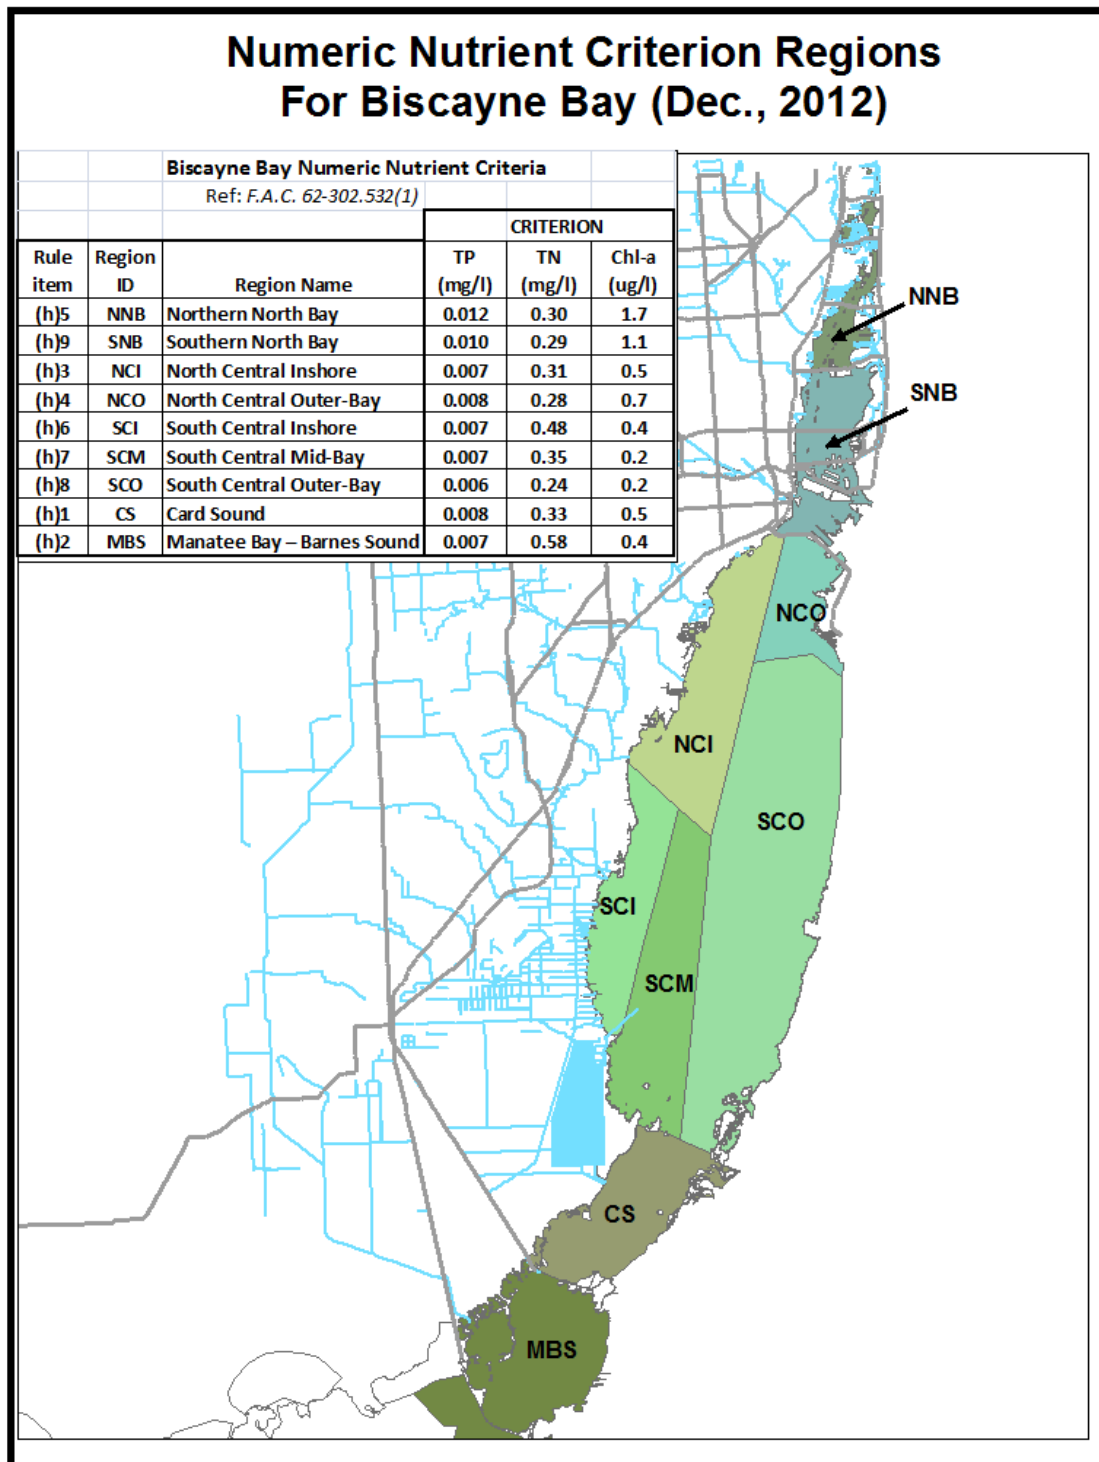 Numeric Nutrient Criterion Regions
For Biscayne Bay (Dec., 2012)
Biscayne Bay Numeric Nutrient Criteria
Ref: F.A.C. 62-302.532(1)
CRITERION
Rule item Region ID Region Name TP (mg/l) TN (mg/l) Chl-a (ug/l)
(h)5 NNB Northern North Bay 0.012 0.30 1.7
(h)9 SNB Southern North Bay 0.010 0.29 1.1
(h)3 NCI North Central Inshore 0.007 0.31 0.5
(h)4 NCO North Central Outer-Bay 0.008 0.28 0.7
(h)6 SCI South Central Inshore 0.007 0.48 0.4
(h)7 SCM South Central Mid-Bay 0.007 0.35 0.2
(h)8 SCO South Central Outer-Bay 0.006 0.24 0.2
(h)1 CS Card Sound 0.008 0.33 0.5
(h)2 MBS Manatee Bay – Barnes Sound 0.007 0.58 0.4
NNB
SNB
NCO
NCI
SCO
SCI
SCM
CS
MBS